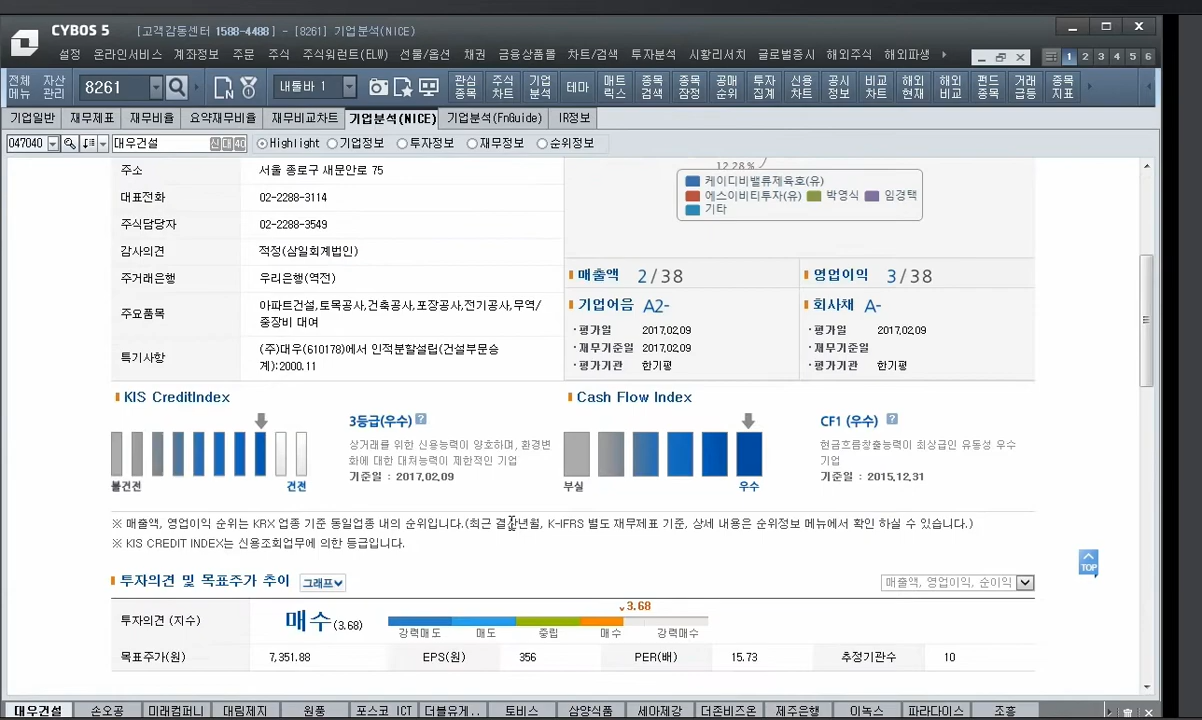 CYBOS 5 [고객감동센터 1588-4488] - [8261] 기업분석(NICE)
설정 온라인서비스 계좌정보 주문 주식 주식워런트(ELW) 선물/옵션 채권 금융상품몰 차트/검색 투자분석 시황리서치 글로벌증시 해외주식 해외파생
1 2 3 4 5 6
전체메뉴 자산관리 8261 내툴바 1 관심종목 주식차트 기업분석 테마 매트릭스 종목검색 종목잠정 공매순위 투자집계 신용차트 공시정보 비교차트 해외현재 해외비교 펀드종목 거래급등 종목지표
기업일반 재무제표 재무비율 요약재무비율 재무비교차트 기업분석(NICE) 기업분석(FnGuide) IR정보
047040 대우건설 신 대 40 Highlight 기업정보 투자정보 재무정보 순위정보
주소 서울 종로구 새문안로 75
대표전화 02-2288-3114
주식담당자 02-2288-3549
감사의견 적정(삼일회계법인)
주거래은행 우리은행(역전)
주요품목 아파트건설,토목공사,건축공사,포장공사,전기공사,무역/
중장비 대여
특기사항 (주)대우(610178)에서 인적분할설립(건설부문승
계):2000.11
12.28%
케이디비밸류제육호(유)
에스이비티투자(유) 박영식 임경택
기타
매출액 2/38 영업이익 3/38
기업어음 A2- 회사채 A-
·평가일 2017.02.09 ·평가일 2017.02.09
·재무기준일 2017.02.09 ·재무기준일
·평가기관 한기평 ·평가기관 한기평
KIS CreditIndex
불건전 건전
3등급(우수) ?
상거래를 위한 신용능력이 양호하며, 환경변
화에 대한 대처능력이 제한적인 기업
기준일 : 2017.02.09
Cash Flow Index
부실 우수
CF1 (우수) ?
현금흐름창출능력이 최상급인 유동성 우수
기업
기준일 : 2015.12.31
※ 매출액, 영업이익 순위는 KRX 업종 기준 동일업종 내의 순위입니다.(최근 결산년월, K-IFRS 별도 재무제표 기준, 상세 내용은 순위정보 메뉴에서 확인 하실 수 있습니다.)
※ KIS CREDIT INDEX는 신용조회업무에 의한 등급입니다.
TOP
투자의견 및 목표주가 추이 그래프 매출액, 영업이익, 순이익
투자의견 (지수) 매수(3.68) 3.68
강력매도 매도 중립 매수 강력매수
목표주가(원) 7,351.88 EPS(원) 356 PER(배) 15.73 추정기관수 10
대우건설 손오공 미래컴퍼니 대림제지 원풍 포스코 ICT 더블유게.. 토비스 삼양식품 세아제강 더존비즈온 제주은행 이녹스 파라다이스 조흥